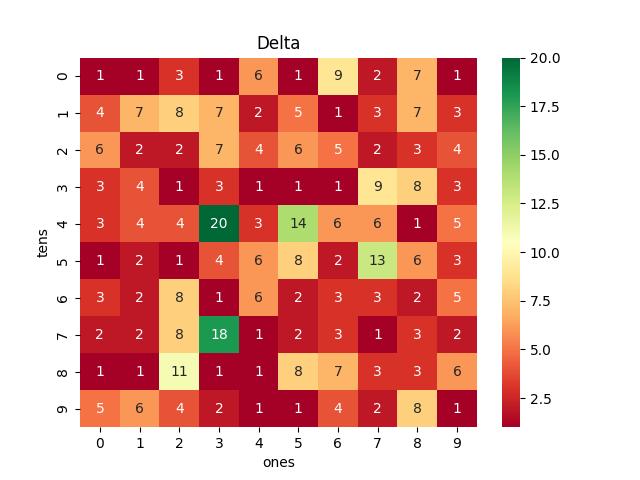 Delta
0 1 1 3 1 6 1 9 2 7 1
1 4 7 8 7 2 5 1 3 7 3
2 6 2 2 7 4 6 5 2 3 4
3 3 4 1 3 1 1 1 9 8 3
4 3 4 4 20 3 14 6 6 1 5
5 1 2 1 4 6 8 2 13 6 3
6 3 2 8 1 6 2 3 3 2 5
7 2 2 8 18 1 2 3 1 3 2
8 1 1 11 1 1 8 7 3 3 6
9 5 6 4 2 1 1 4 2 8 1
0 1 2 3 4 5 6 7 8 9
ones
tens
20.0
17.5
15.0
12.5
10.0
7.5
5.0
2.5